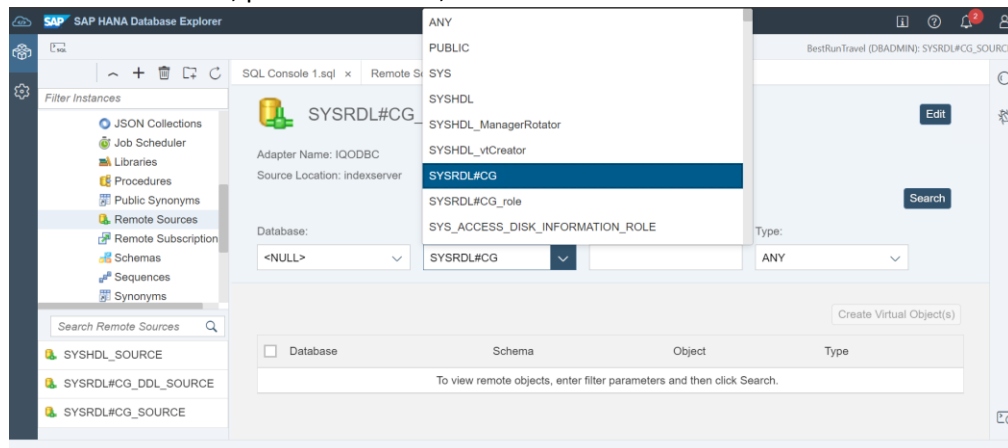 SAP SAP HANA Database Explorer
BestRunTravel (DBADMIN): SYSRDL#CG_SOURC
SQL
Filter Instances
JSON Collections
Job Scheduler
Libraries
Procedures
Public Synonyms
Remote Sources
Remote Subscription
Schemas
Sequences
Synonyms
Search Remote Sources
SYSHDL_SOURCE
SYSRDL#CG_DDL_SOURCE
SYSRDL#CG_SOURCE
SQL Console 1.sql × Remote S
SYSRDL#CG_
Edit
Adapter Name: IQODBC
Source Location: indexserver
Search
ANY
PUBLIC
SYS
SYSHDL
SYSHDL_ManagerRotator
SYSHDL_vtCreator
SYSRDL#CG
SYSRDL#CG_role
SYS_ACCESS_DISK_INFORMATION_ROLE
Database: Type:
<NULL> SYSRDL#CG ANY
Create Virtual Object(s)
Database Schema Object Type
To view remote objects, enter filter parameters and then click Search.